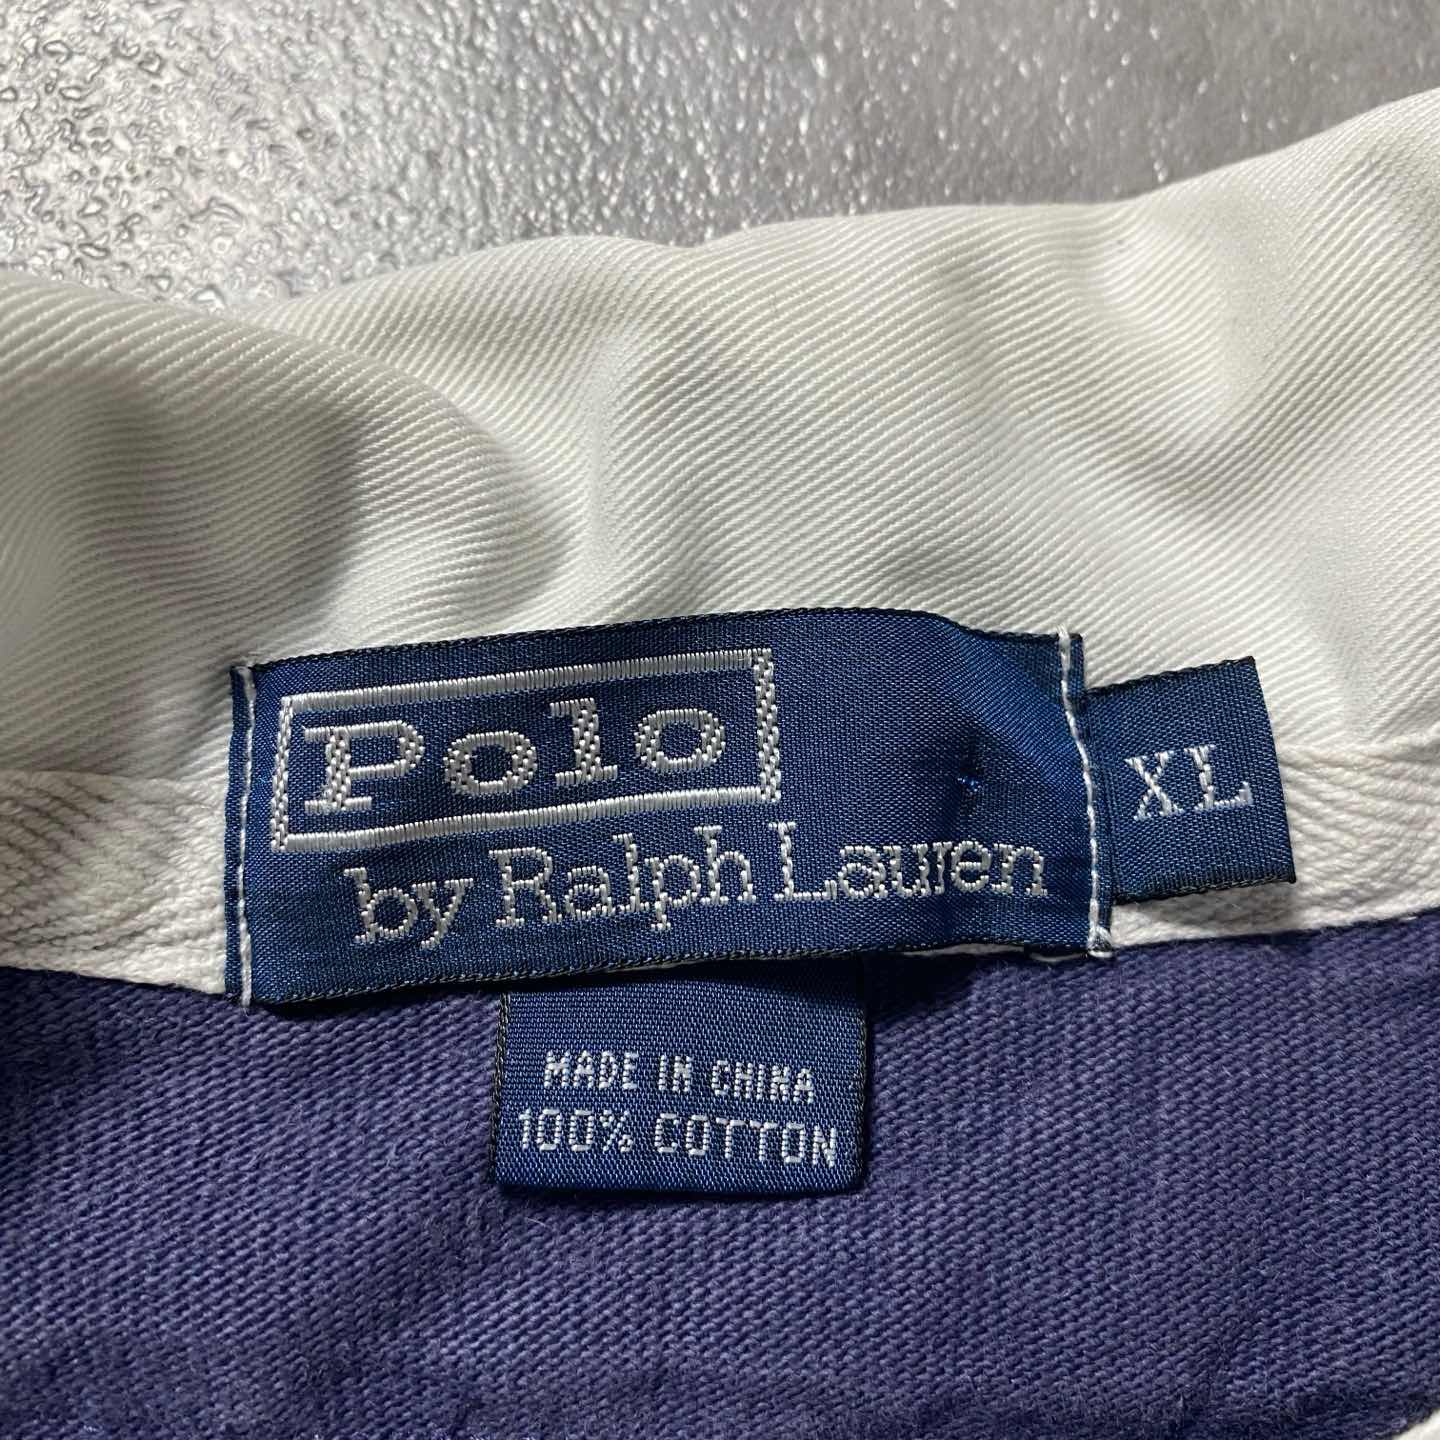 Polo
by Ralph Lauren
XL
MADE IN CHINA
100% COTTON